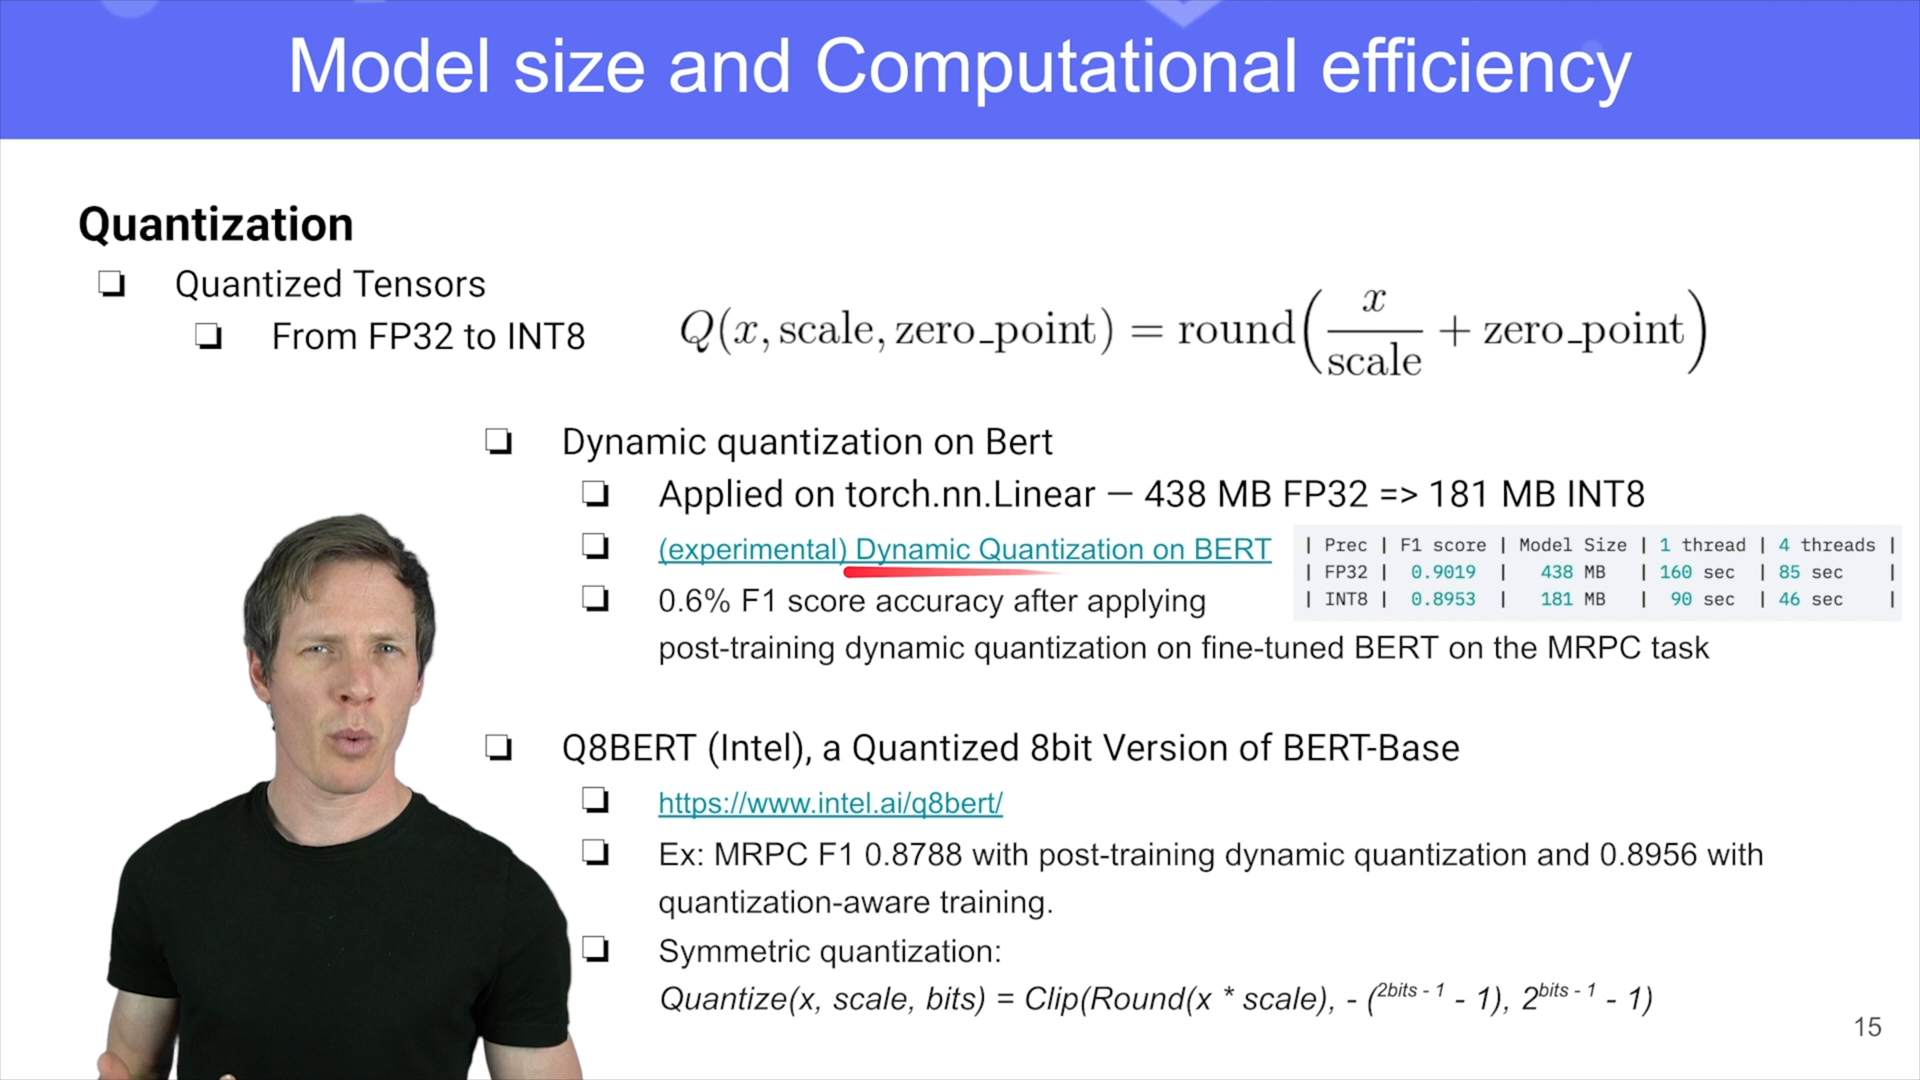 Model size and Computational efficiency
Quantization
❏ Quantized Tensors
❏ From FP32 to INT8
Q(x, scale, zero_point) = round(x/scale + zero_point)
❏ Dynamic quantization on Bert
❏ Applied on torch.nn.Linear — 438 MB FP32 => 181 MB INT8
❏ (experimental) Dynamic Quantization on BERT
| Prec | F1 score | Model Size | 1 thread | 4 threads |
| FP32 | 0.9019 | 438 MB | 160 sec | 85 sec |
| INT8 | 0.8953 | 181 MB | 90 sec | 46 sec |
❏ 0.6% F1 score accuracy after applying
post-training dynamic quantization on fine-tuned BERT on the MRPC task
❏ Q8BERT (Intel), a Quantized 8bit Version of BERT-Base
❏ https://www.intel.ai/q8bert/
❏ Ex: MRPC F1 0.8788 with post-training dynamic quantization and 0.8956 with
quantization-aware training.
❏ Symmetric quantization:
Quantize(x, scale, bits) = Clip(Round(x * scale), - (^2bits - 1 - 1), 2^bits - 1 - 1)
15